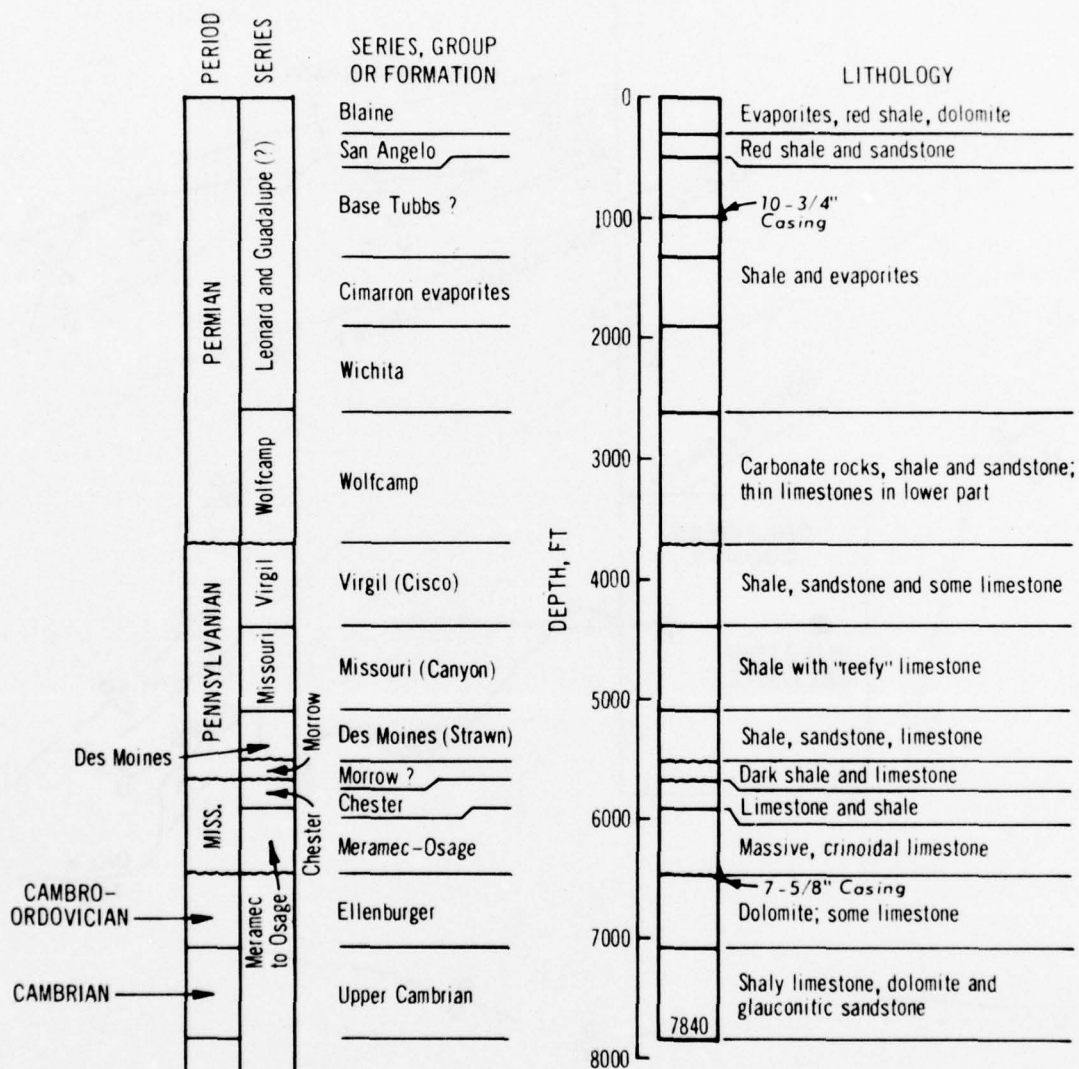 PERIOD
SERIES
SERIES, GROUP
OR FORMATION
LITHOLOGY
PERMIAN
PENNSYLVANIAN
MISS.
CAMBRO-
ORDOVICIAN
CAMBRIAN
Leonard and Guadalupe (?)
Wolfcamp
Virgil
Missouri
Des Moines
Morrow
Chester
Meramec
to Osage
Blaine
San Angelo
Base Tubbs ?
Cimarron evaporites
Wichita
Wolfcamp
Virgil (Cisco)
Missouri (Canyon)
Des Moines (Strawn)
Morrow ?
Chester
Meramec-Osage
Ellenburger
Upper Cambrian
DEPTH, FT
0
1000
2000
3000
4000
5000
6000
7000
8000
7840
Evaporites, red shale, dolomite
Red shale and sandstone
10-3/4"
Casing
Shale and evaporites
Carbonate rocks, shale and sandstone;
thin limestones in lower part
Shale, sandstone and some limestone
Shale with "reefy" limestone
Shale, sandstone, limestone
Dark shale and limestone
Limestone and shale
Massive, crinoidal limestone
7-5/8" Casing
Dolomite; some limestone
Shaly limestone, dolomite and
glauconitic sandstone